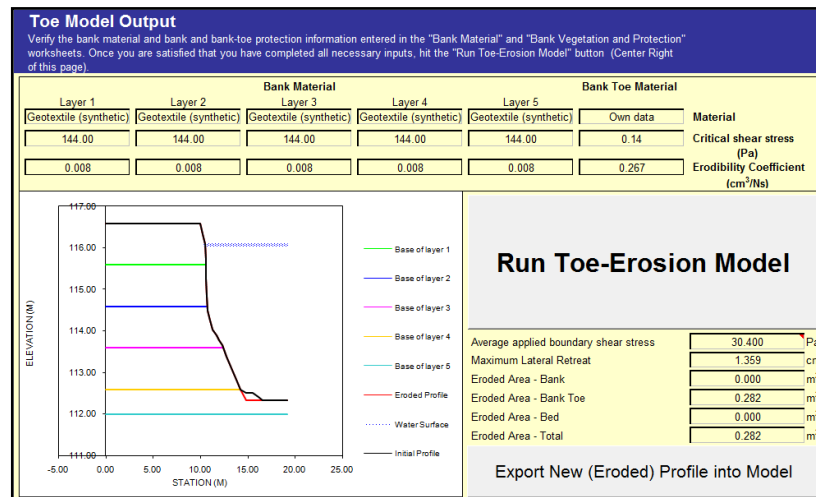 Toe Model Output
Verify the bank material and bank and bank-toe protection information entered in the "Bank Material" and "Bank Vegetation and Protection"
worksheets. Once you are satisfied that you have completed all necessary inputs, hit the "Run Toe-Erosion Model" button (Center Right
of this page).
Bank Material Bank Toe Material
Layer 1 Layer 2 Layer 3 Layer 4 Layer 5
Geotextile (synthetic) Geotextile (synthetic) Geotextile (synthetic) Geotextile (synthetic) Geotextile (synthetic) Own data Material
144.00 144.00 144.00 144.00 144.00 0.14 Critical shear stress
(Pa)
0.008 0.008 0.008 0.008 0.008 0.267 Erodibility Coefficient
(cm³/Ns)
117.00
116.00
115.00
114.00
113.00
112.00
111.00
ELEVATION (M)
-5.00 0.00 5.00 10.00 15.00 20.00 25.00
STATION (M)
Base of layer 1
Base of layer 2
Base of layer 3
Base of layer 4
Base of layer 5
Eroded Profile
Water Surface
Initial Profile
Run Toe-Erosion Model
Average applied boundary shear stress 30.400 Pa
Maximum Lateral Retreat 1.359 cm
Eroded Area - Bank 0.000
Eroded Area - Bank Toe 0.282
Eroded Area - Bed 0.000
Eroded Area - Total 0.282
Export New (Eroded) Profile into Model